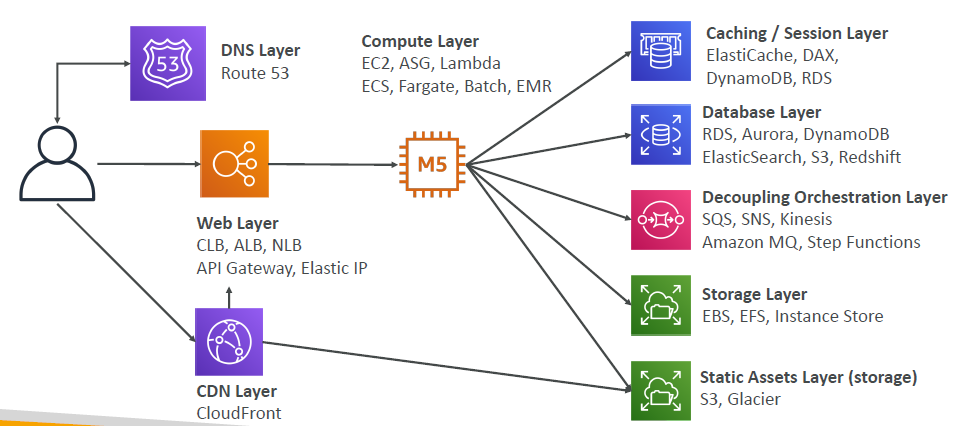 53
DNS Layer
Route 53
Compute Layer
EC2, ASG, Lambda
ECS, Fargate, Batch, EMR
Caching / Session Layer
ElastiCache, DAX,
DynamoDB, RDS
M5
Database Layer
RDS, Aurora, DynamoDB
ElasticSearch, S3, Redshift
Web Layer
CLB, ALB, NLB
API Gateway, Elastic IP
Decoupling Orchestration Layer
SQS, SNS, Kinesis
Amazon MQ, Step Functions
Storage Layer
EBS, EFS, Instance Store
CDN Layer
CloudFront
Static Assets Layer (storage)
S3, Glacier